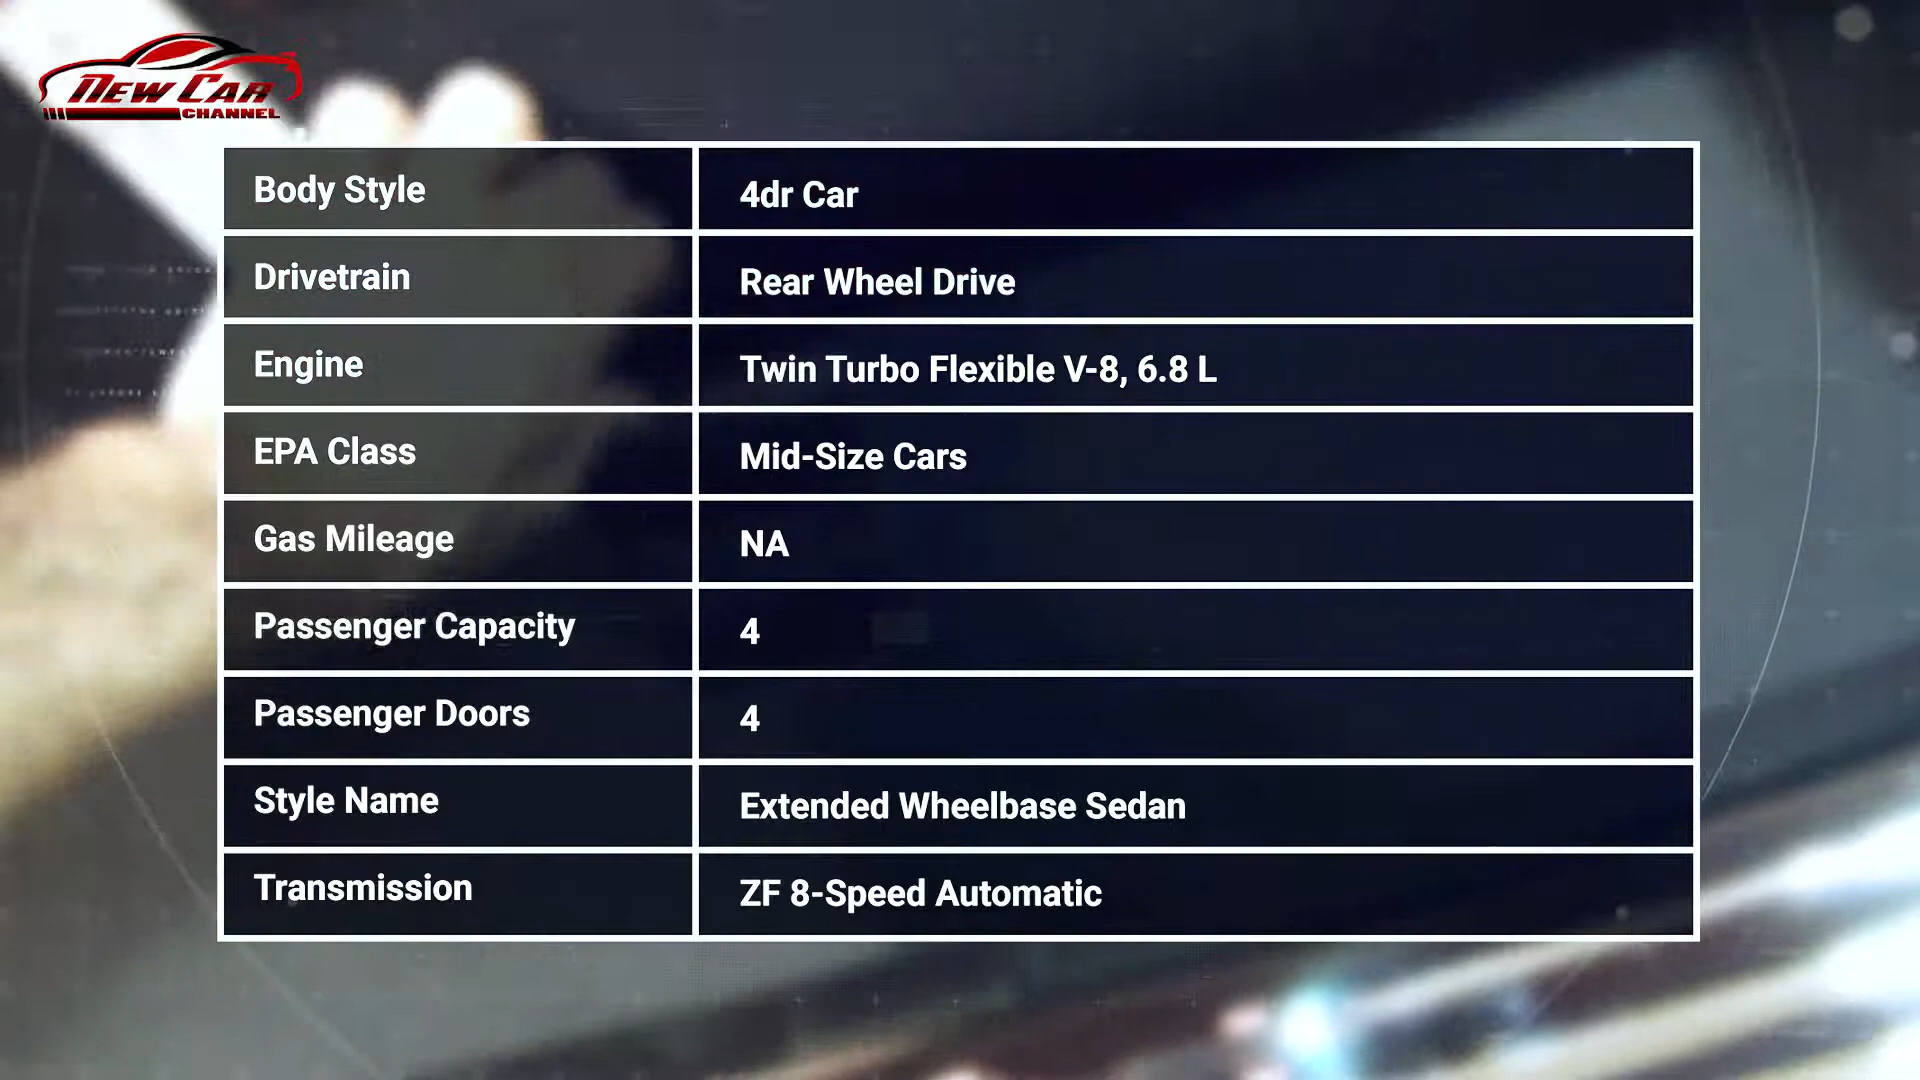 NEW CAR
CHANNEL
Body Style 4dr Car
Drivetrain Rear Wheel Drive
Engine Twin Turbo Flexible V-8, 6.8 L
EPA Class Mid-Size Cars
Gas Mileage NA
Passenger Capacity 4
Passenger Doors 4
Style Name Extended Wheelbase Sedan
Transmission ZF 8-Speed Automatic